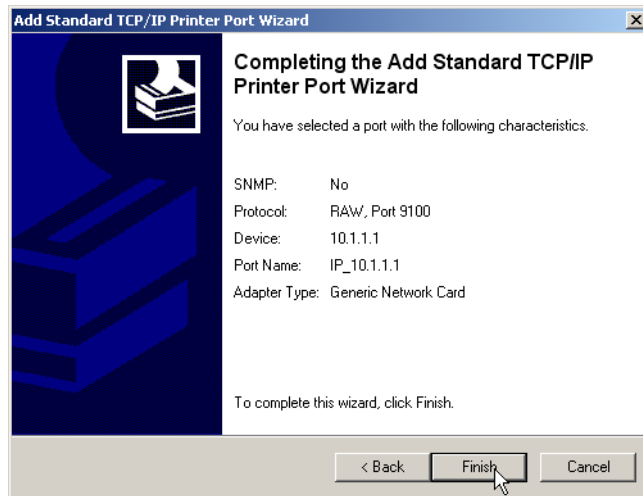 Add Standard TCP/IP Printer Port Wizard
Completing the Add Standard TCP/IP
Printer Port Wizard
You have selected a port with the following characteristics.
SNMP: No
Protocol: RAW, Port 9100
Device: 10.1.1.1
Port Name: IP_10.1.1.1
Adapter Type: Generic Network Card
To complete this wizard, click Finish.
< Back Finish Cancel